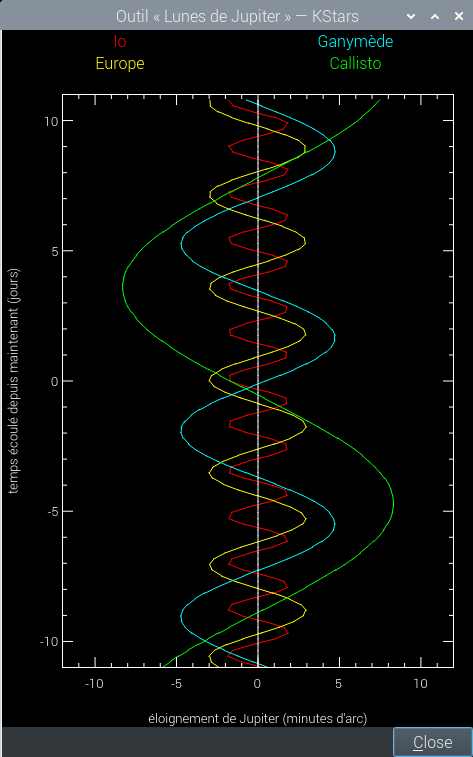 Outil « Lunes de Jupiter » — KStars
Io
Ganymède
Europe
Callisto
10
5
0
-5
-10
-10
-5
0
5
10
temps écoulé depuis maintenant (jours)
éloignement de Jupiter (minutes d'arc)
Close